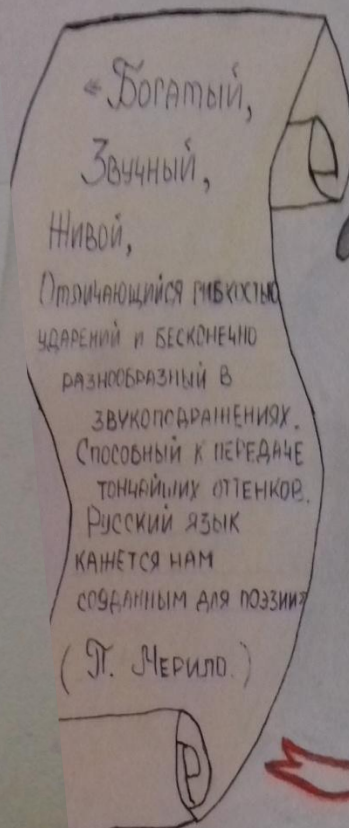 «Богатый,
Звучный,
Живой,
Отличающийся гибкостью
ударений и бесконечно
разнообразный в
звукоподражениях.
Способный к передаче
тончайших оттенков.
Русский язык
кажется нам
созданным для поэзии»
(П. Мерило.)